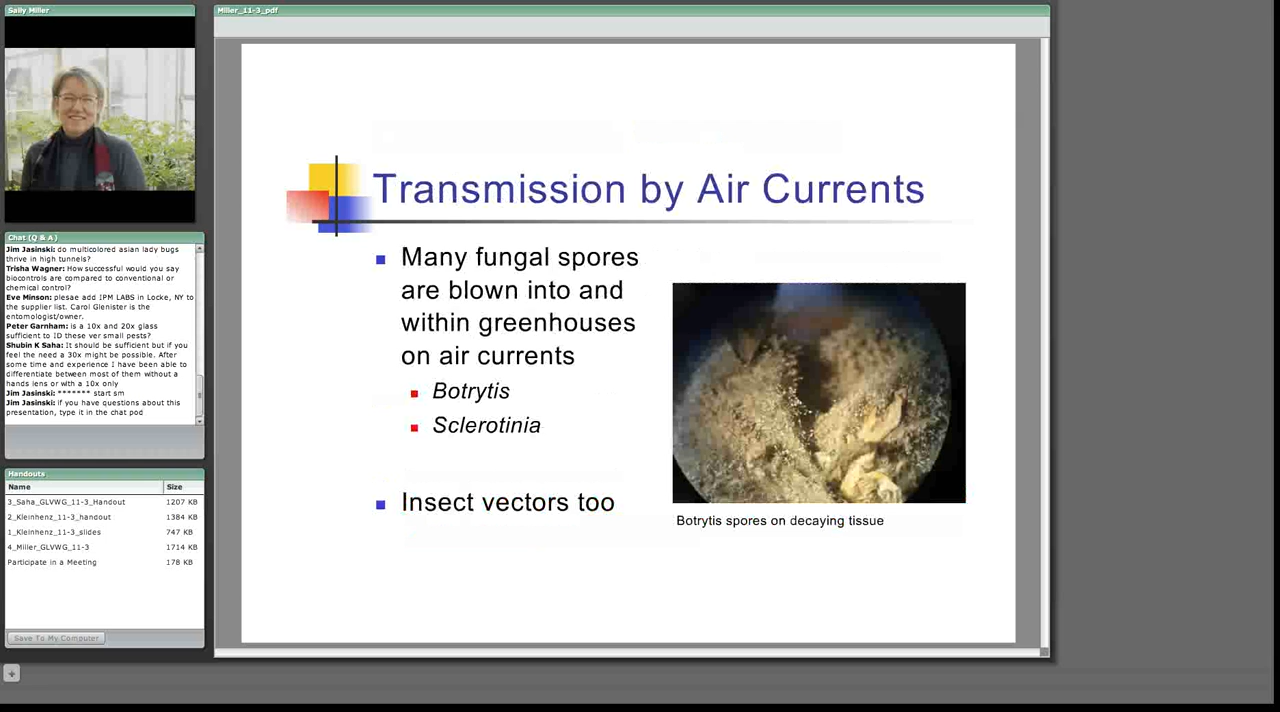 Sally Miller
Miller_11-3_pdf
Transmission by Air Currents
Many fungal spores
are blown into and
within greenhouses
on air currents
Botrytis
Sclerotinia
Insect vectors too
Botrytis spores on decaying tissue
Chat (Q & A)
Jim Jasinski: do multicolored asian lady bugs
thrive in high tunnels?
Trisha Wagner: How successful would you say
biocontrols are compared to conventional or
chemical control?
Eve Minson: plesae add IPM LABS in Locke, NY to
the supplier list. Carol Glenister is the
entomologist/owner.
Peter Garnham: is a 10x and 20x glass
sufficient to ID these ver small pests?
Shubin K Saha: It should be sufficient but if you
feel the need a 30x might be possible. After
some time and experience I have been able to
differentiate between most of them without a
hands lens or with a 10x only
Jim Jasinski: ******* start sm
Jim Jasinski: If you have questions about this
presentation, type it in the chat pod
Handouts
Name Size
3_Saha_GLVWG_11-3_Handout 1207 KB
2_Kleinhenz_11-3_handout 1384 KB
1_Kleinhenz_11-3_slides 747 KB
4_Miller_GLVWG_11-3 1714 KB
Participate in a Meeting 178 KB
Save To My Computer